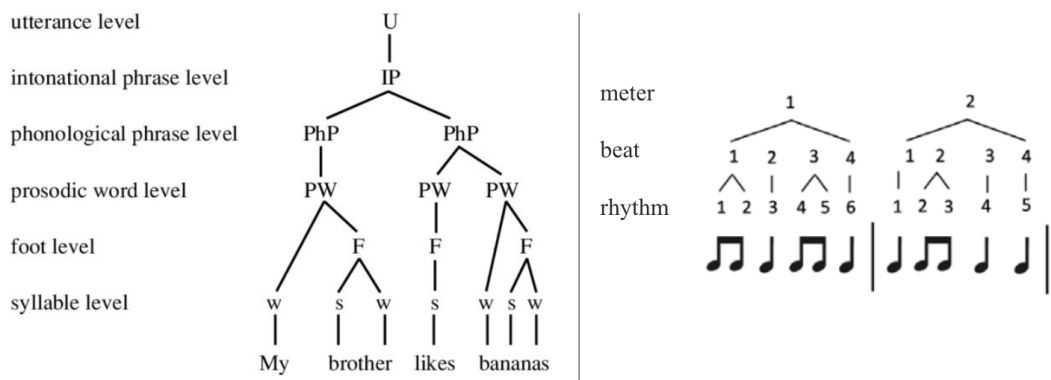 utterance level U
intonational phrase level IP
phonological phrase level PhP PhP
prosodic word level PW PW PW
foot level F F F
syllable level w s w s w s w
My brother likes bananas
meter 1 2
beat 1 2 3 4 1 2 3 4
rhythm 1 2 3 4 5 6 1 2 3 4 5